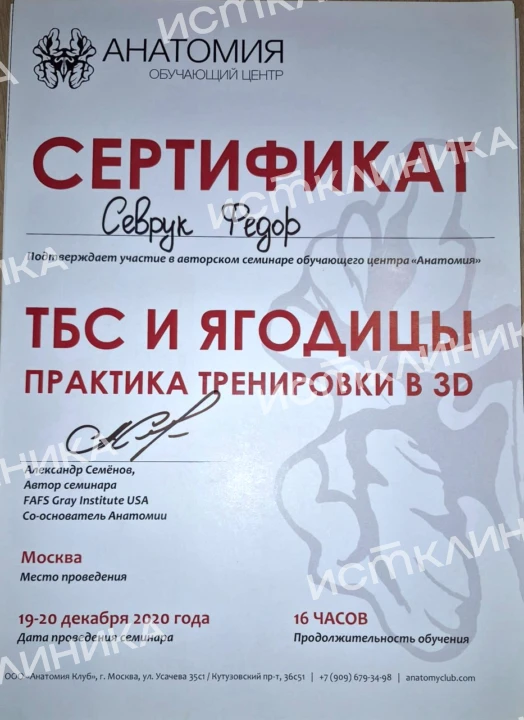 АНАТОМИЯ
ОБУЧАЮЩИЙ ЦЕНТР
СЕРТИФИКАТ
Севрук Федор
Подтверждает участие в авторском семинаре обучающего центра «Анатомия»
ТБС И ЯГОДИЦЫ
ПРАКТИКА ТРЕНИРОВКИ В 3D
Александр Семёнов,
Автор семинара
FAFS Gray Institute USA
Со-основатель Анатомии
Москва
Место проведения
19-20 декабря 2020 года
Дата проведения семинара
16 ЧАСОВ
Продолжительность обучения
ООО «Анатомия Клуб», г. Москва, ул. Усачева 35с1 / Кутузовский пр-т, 36с51 | +7 (909) 679-34-98 | anatomyclub.com
ИСТКЛИНИКА